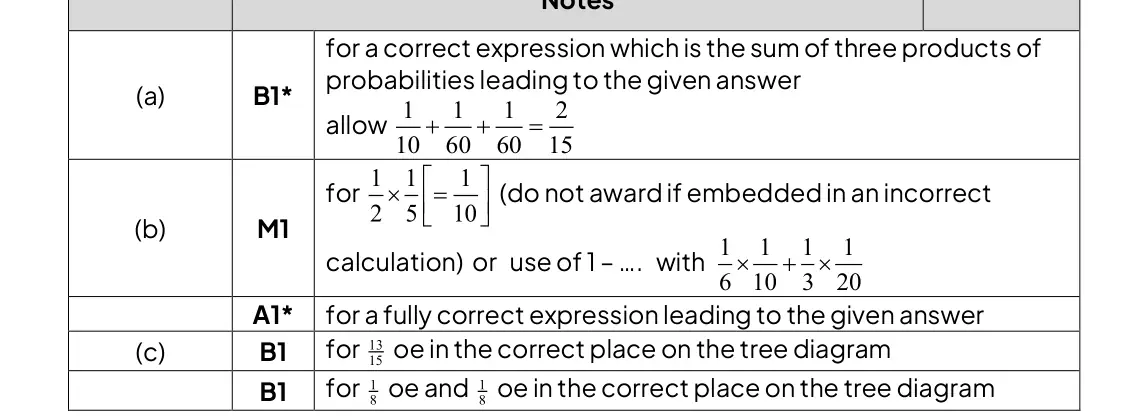 Notes
(a) B1* for a correct expression which is the sum of three products of
probabilities leading to the given answer
allow 1/10 + 1/60 + 1/60 = 2/15
(b) M1 for 1/2 × 1/5 [= 1/10] (do not award if embedded in an incorrect
calculation) or use of 1 – …. with 1/6 × 1/10 + 1/3 × 1/20
A1* for a fully correct expression leading to the given answer
(c) B1 for 13/15 oe in the correct place on the tree diagram
B1 for 1/8 oe and 1/8 oe in the correct place on the tree diagram